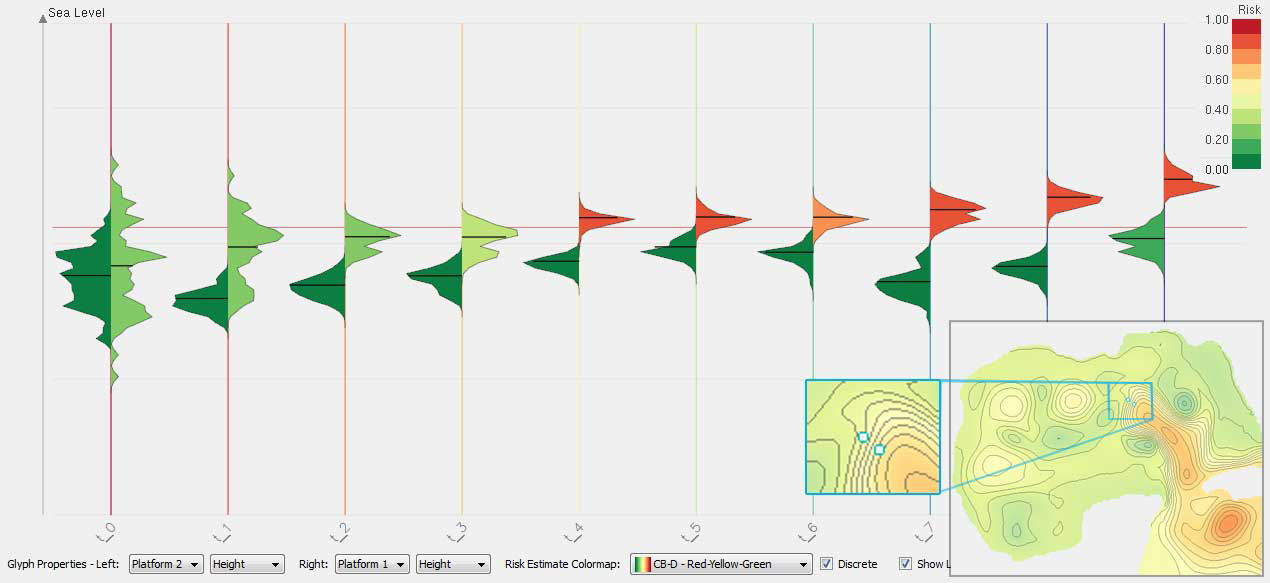 Sea Level
Risk
1.00
0.80
0.60
0.40
0.20
0.00
t_0
t_1
t_2
t_3
t_4
t_5
t_6
t_7
Glyph Properties - Left: Platform 2 Height Right: Platform 1 Height Risk Estimate Colormap: CB-D - Red-Yellow-Green Discrete Show L